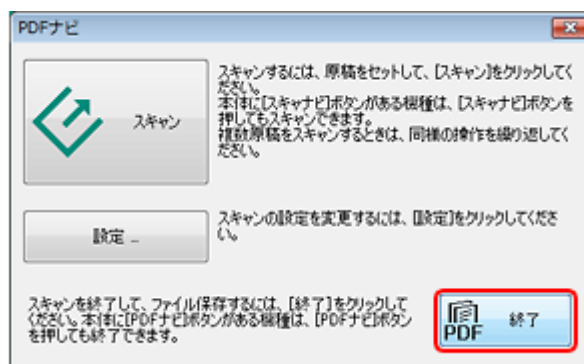 PDFナビ
スキャン
スキャンするには、原稿をセットして、[スキャン]をクリックしてく
ださい。
本体に[スキャナビ]ボタンがある機種は、[スキャナビ]ボタンを
押してもスキャンできます。
複数原稿をスキャンするときは、同様の操作を繰り返してく
ださい。
設定 ...
スキャンの設定を変更するには、[設定]をクリックしてくださ
い。
スキャンを終了して、ファイル保存するには、[終了]をクリックして
ください。本体に[PDFナビ]ボタンがある機種は、[PDFナビ]ボタン
を押しても終了できます。
PDF
終了